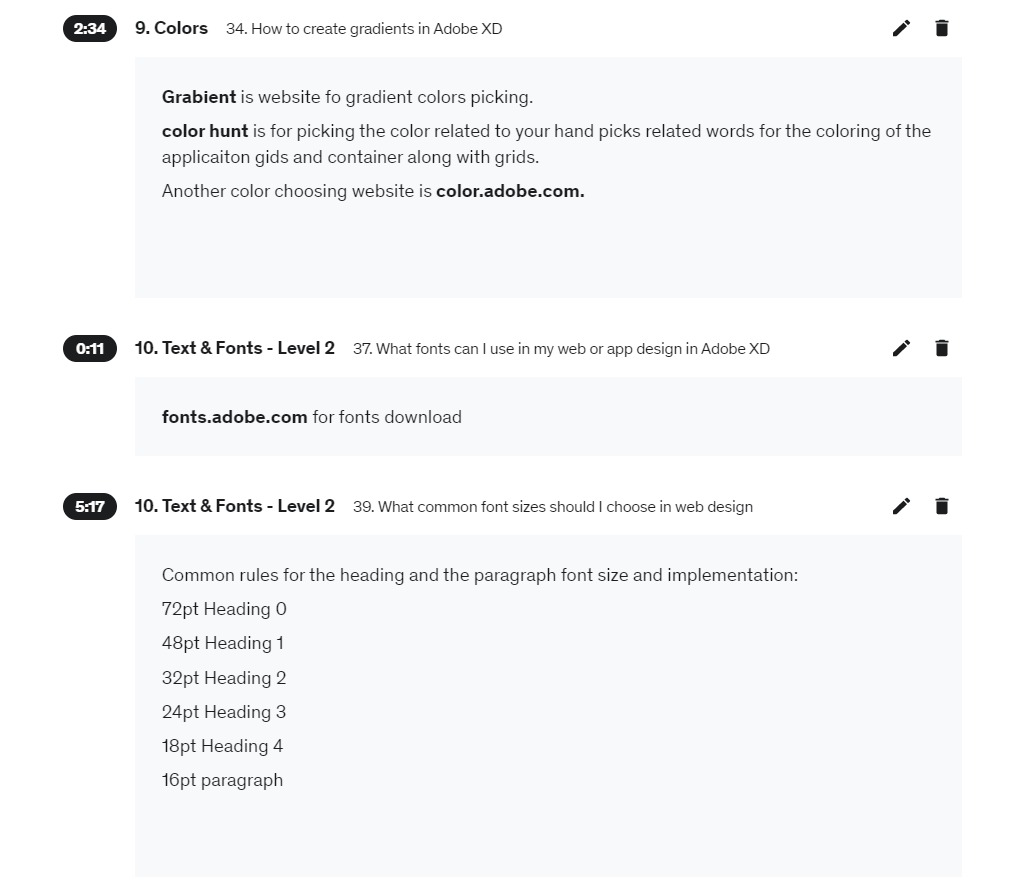 2:34 9. Colors 34. How to create gradients in Adobe XD
Grabient is website fo gradient colors picking.
color hunt is for picking the color related to your hand picks related words for the coloring of the
applicaiton gids and container along with grids.
Another color choosing website is color.adobe.com.
0:11 10. Text & Fonts - Level 2 37. What fonts can I use in my web or app design in Adobe XD
fonts.adobe.com for fonts download
5:17 10. Text & Fonts - Level 2 39. What common font sizes should I choose in web design
Common rules for the heading and the paragraph font size and implementation:
72pt Heading 0
48pt Heading 1
32pt Heading 2
24pt Heading 3
18pt Heading 4
16pt paragraph